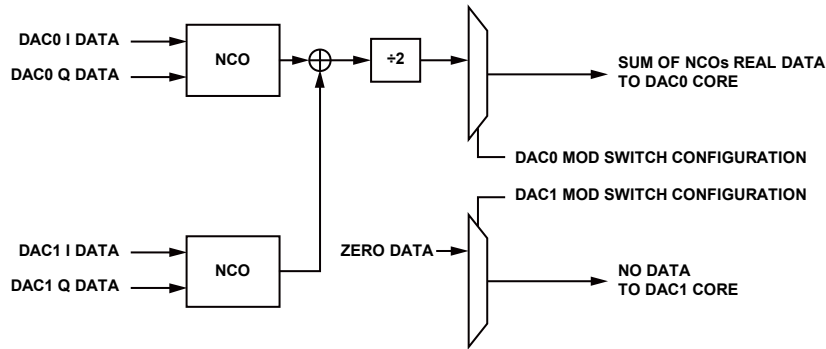 DAC0 I DATA
DAC0 Q DATA
NCO
÷2
SUM OF NCOs REAL DATA
TO DAC0 CORE
DAC0 MOD SWITCH CONFIGURATION
DAC1 MOD SWITCH CONFIGURATION
DAC1 I DATA
DAC1 Q DATA
NCO
ZERO DATA
NO DATA
TO DAC1 CORE